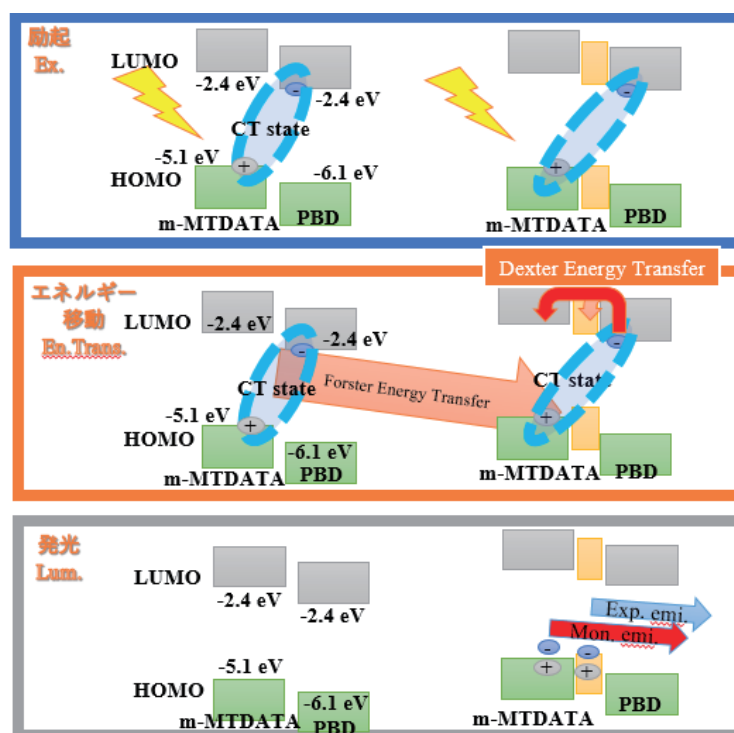 励起
Ex.
LUMO
-2.4 eV
-2.4 eV
-
CT state
-5.1 eV
+
HOMO
-6.1 eV
m-MTDATA
PBD
-
+
PBD
m-MTDATA
エネルギー
移動
En.Trans.
Dexter Energy Transfer
LUMO
-2.4 eV
-2.4 eV
-
CT state
Forster Energy Transfer
-5.1 eV
+
HOMO
-6.1 eV
m-MTDATA
PBD
-
CT state
+
PBD
m-MTDATA
発光
Lum.
LUMO
-2.4 eV
-2.4 eV
-5.1 eV
HOMO
-6.1 eV
m-MTDATA
PBD
Exp. emi.
Mon. emi.
- -
+ +
PBD
m-MTDATA